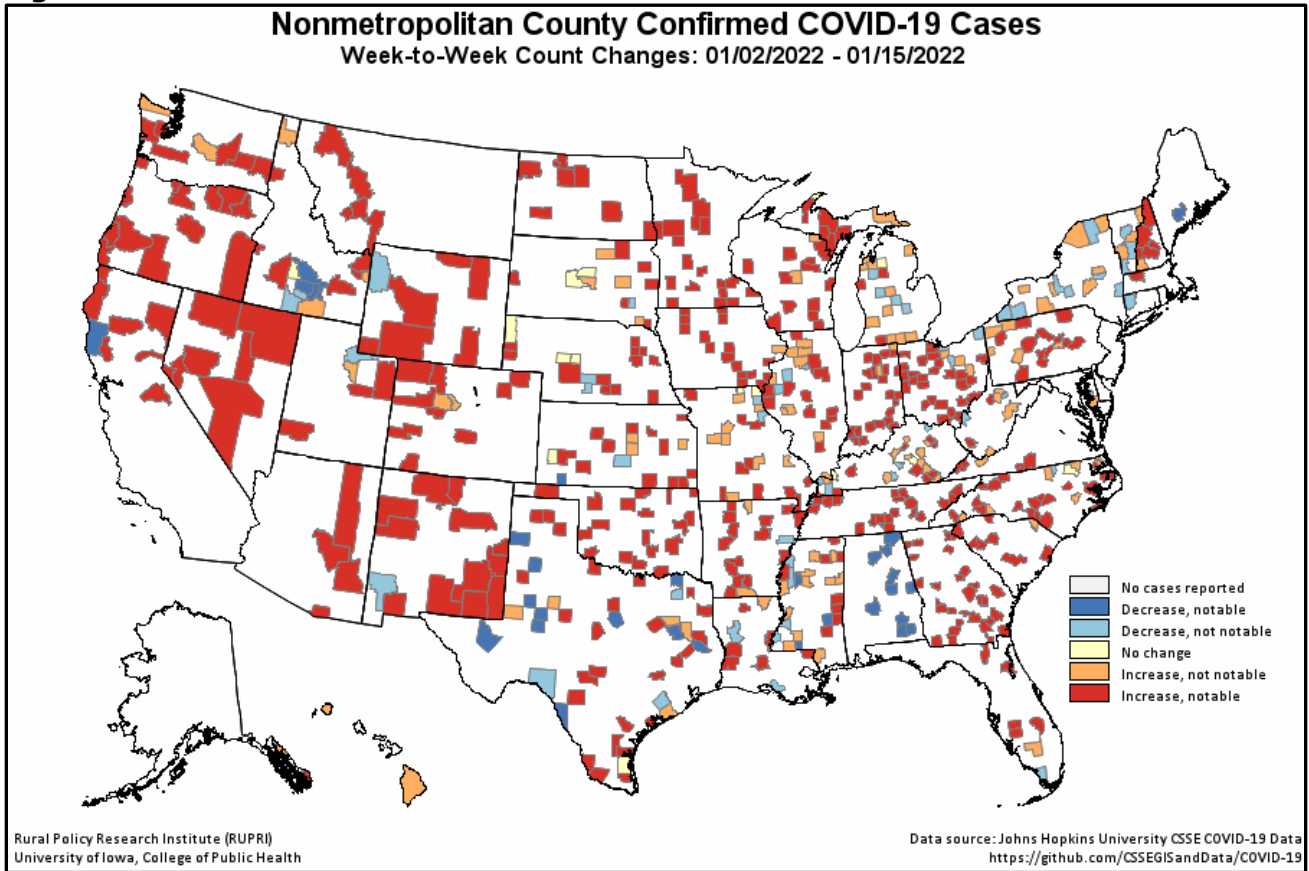 Nonmetropolitan County Confirmed COVID-19 Cases
Week-to-Week Count Changes: 01/02/2022 - 01/15/2022
No cases reported
Decrease, notable
Decrease, not notable
No change
Increase, not notable
Increase, notable
Rural Policy Research Institute (RUPRI)
University of Iowa, College of Public Health
Data source: Johns Hopkins University CSSE COVID-19 Data
https://github.com/CSSEGISandData/COVID-19